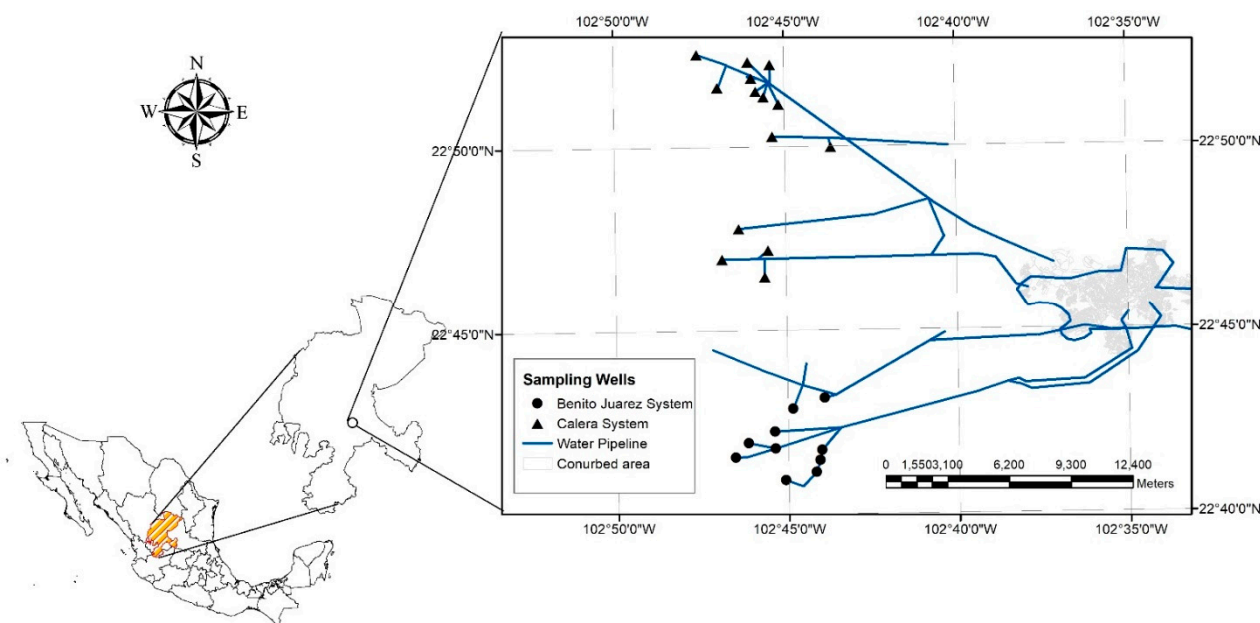 102°50'0"W 102°45'0"W 102°40'0"W 102°35'0"W
N
W E
S
22°50'0"N 22°50'0"N
22°45'0"N 22°45'0"N
Sampling Wells
Benito Juarez System
Calera System
Water Pipeline
Conurbed area
0 1,5503,100 6,200 9,300 12,400
Meters
22°40'0"N 22°40'0"N
102°50'0"W 102°45'0"W 102°40'0"W 102°35'0"W